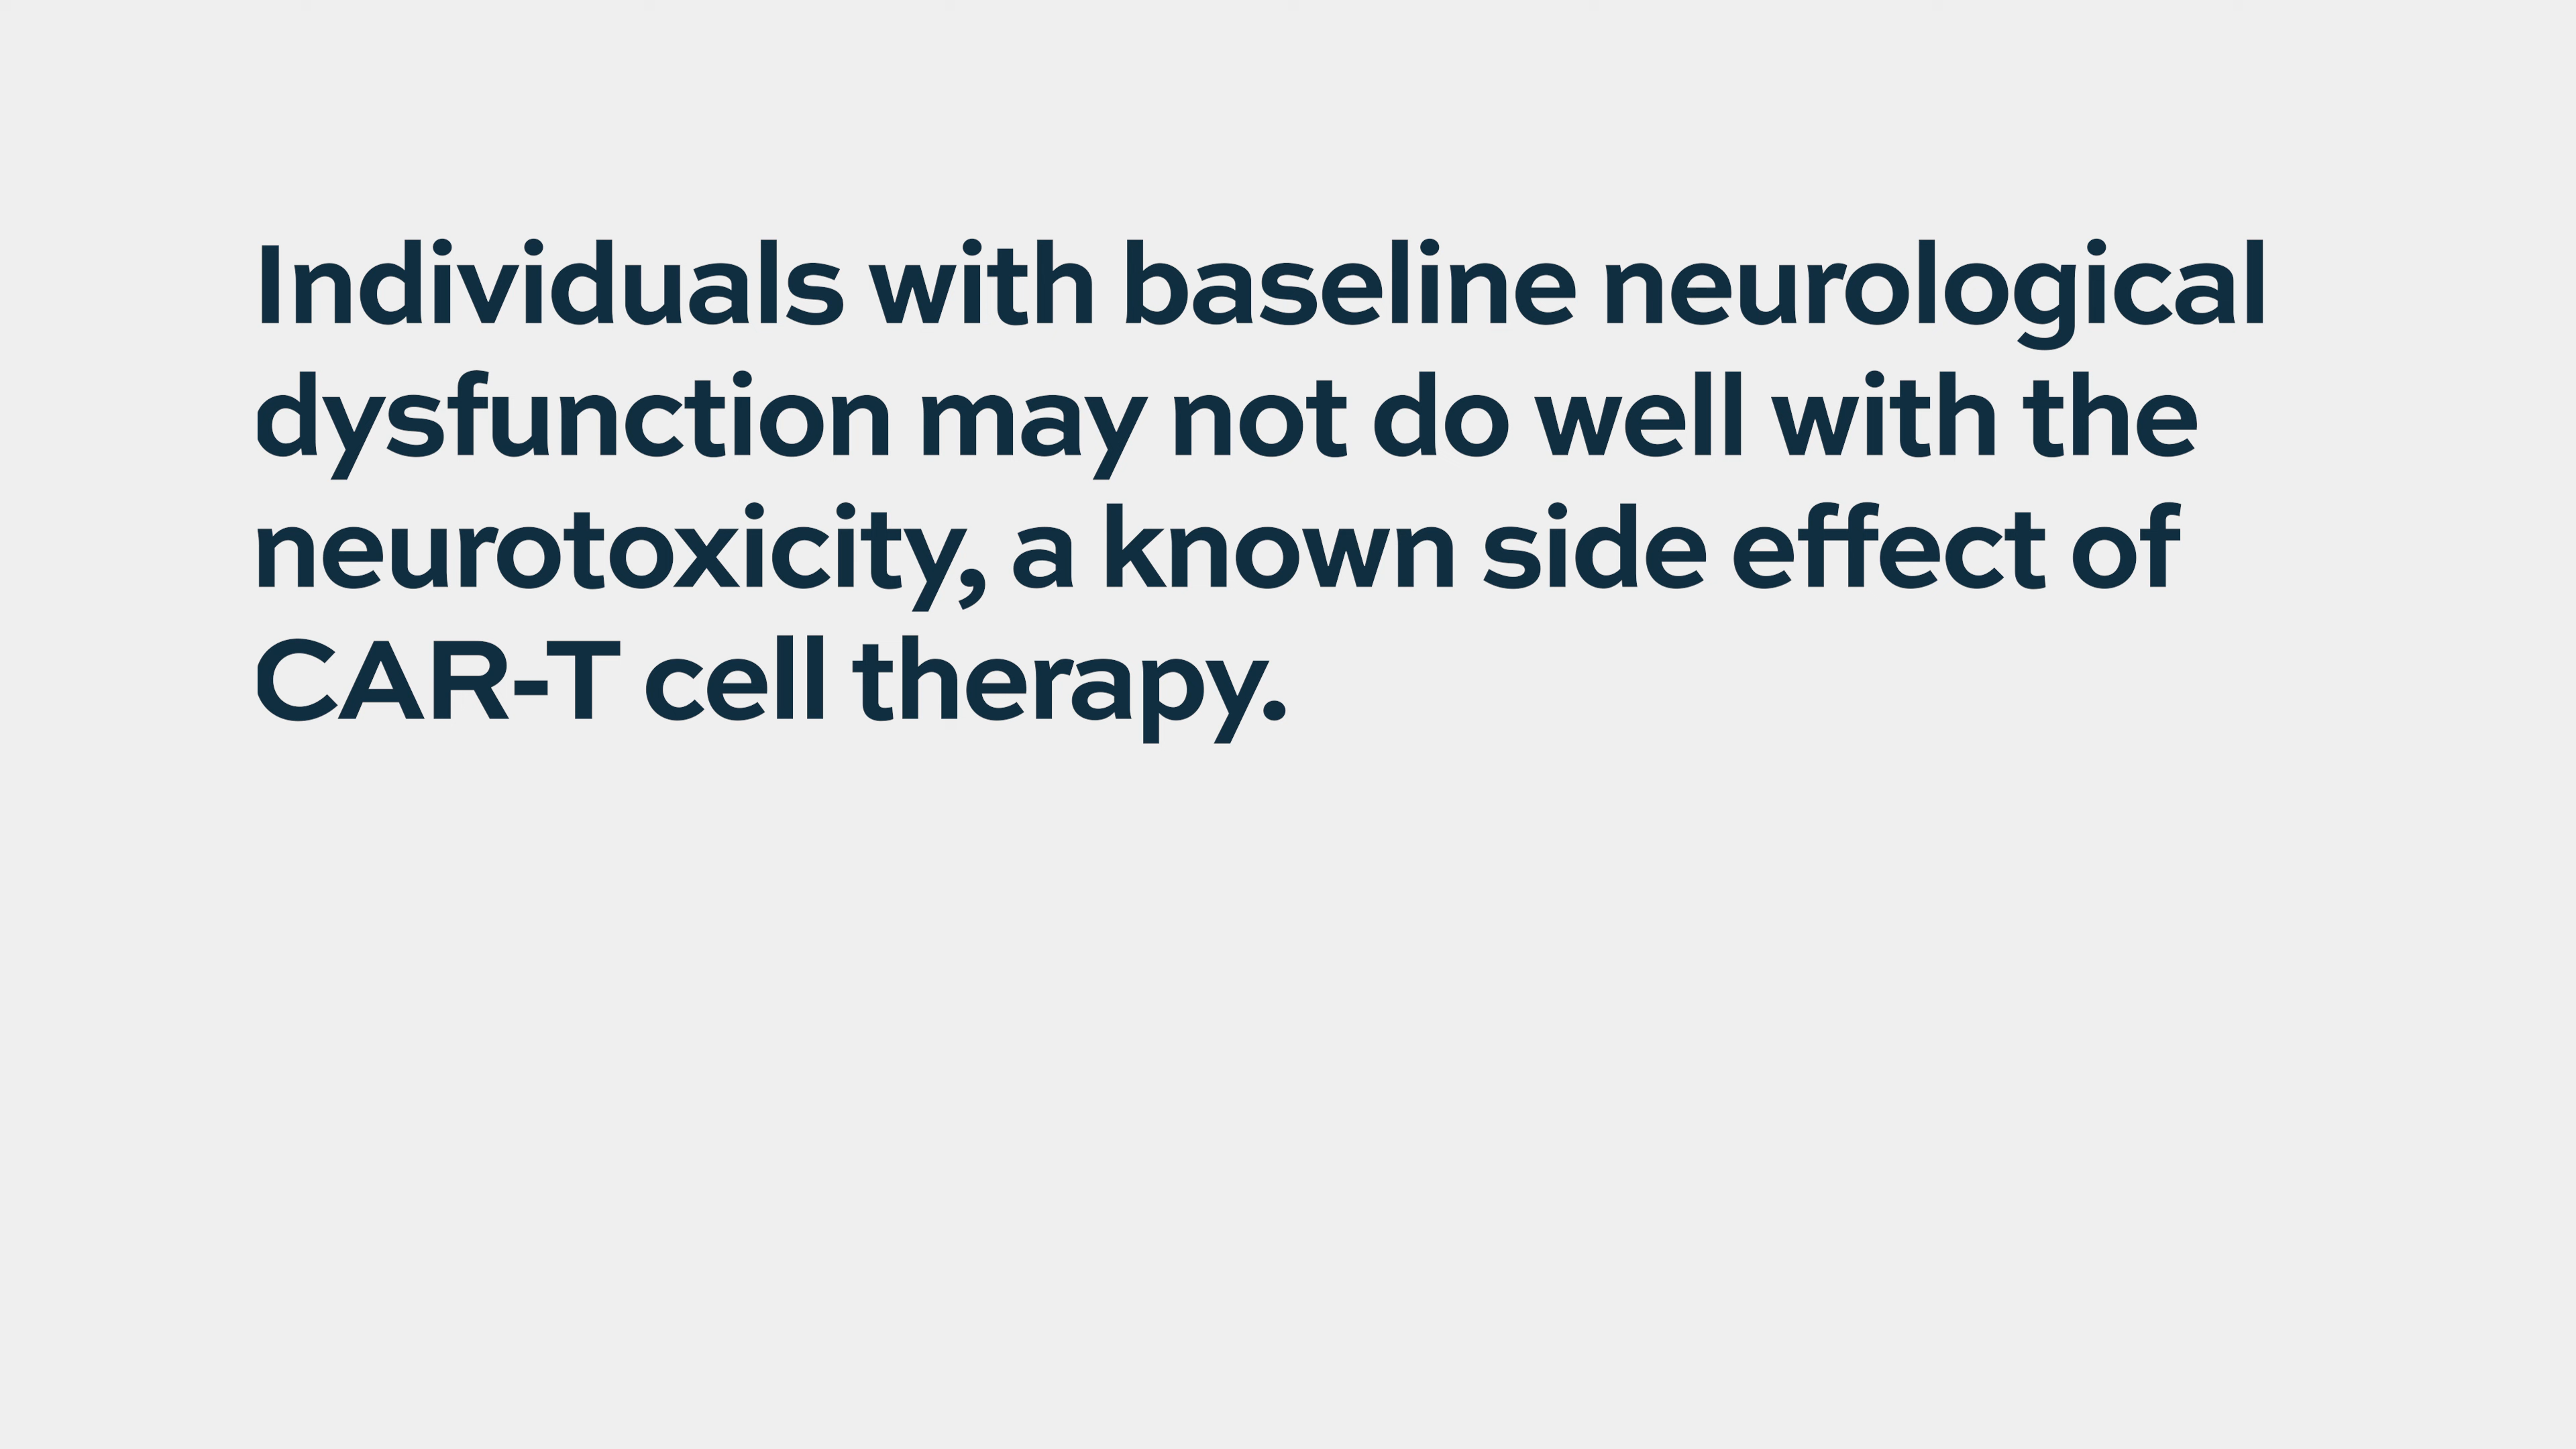 Individuals with baseline neurological
dysfunction may not do well with the
neurotoxicity, a known side effect of
CAR-T cell therapy.